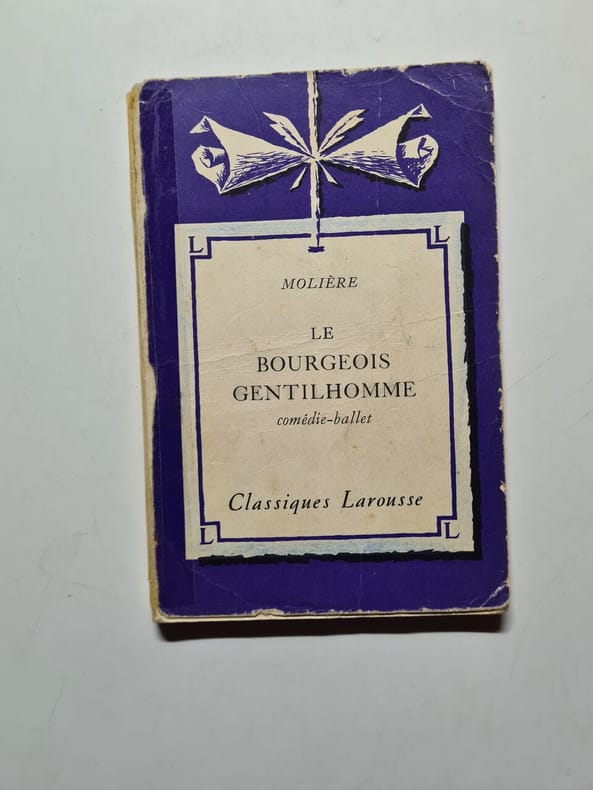 L L
MOLIÈRE
LE
BOURGEOIS
GENTILHOMME
comédie-ballet
Classiques Larousse
L L